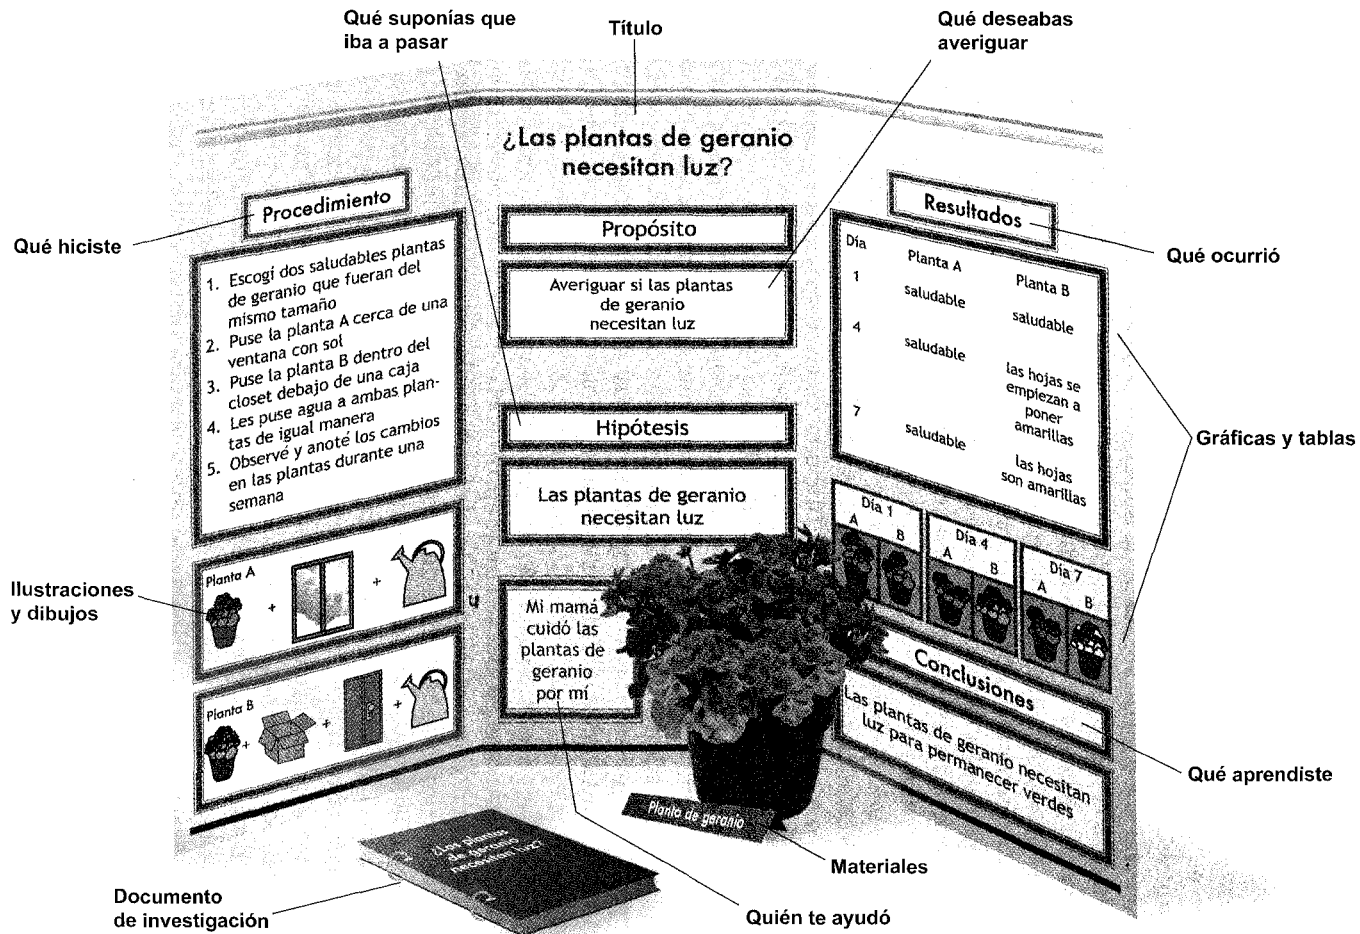 Qué suponías que
iba a pasar
Título
Qué deseabas
averiguar
¿Las plantas de geranio
necesitan luz?
Procedimiento
Qué hiciste
1. Escogí dos saludables plantas
de geranio que fueran del
mismo tamaño
2. Puse la planta A cerca de una
ventana con sol
3. Puse la planta B dentro del
closet debajo de una caja
4. Les puse agua a ambas plan-
tas de igual manera
5. Observé y anoté los cambios
en las plantas durante una
semana
Ilustraciones
y dibujos
Planta A
+
+
Planta B
+
+
+
Propósito
Averiguar si las plantas
de geranio
necesitan luz
Hipótesis
Las plantas de geranio
necesitan luz
Mi mamá
cuidó las
plantas de
geranio
por mí
Resultados
Qué ocurrió
Día Planta A Planta B
1 saludable saludable
4 saludable las hojas se
empiezan a
poner
amarillas
7 saludable las hojas
son amarillas
Gráficas y tablas
Día 1 Día 4 Día 7
A B A B A B
Conclusiones
Las plantas de geranio necesitan
luz para permanecer verdes
Qué aprendiste
Planta de geranio
Materiales
¿Las plantas
de geranio
necesitan luz?
Documento
de investigación
Quién te ayudó